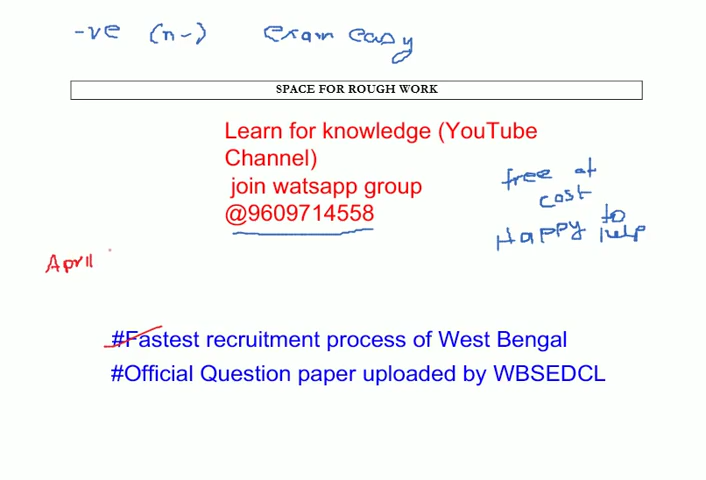 -ve (n-) exam easy
SPACE FOR ROUGH WORK
Learn for knowledge (YouTube
Channel)
join watsapp group
@9609714558
free at
cost
Happy to
help
April
#Fastest recruitment process of West Bengal
#Official Question paper uploaded by WBSEDCL